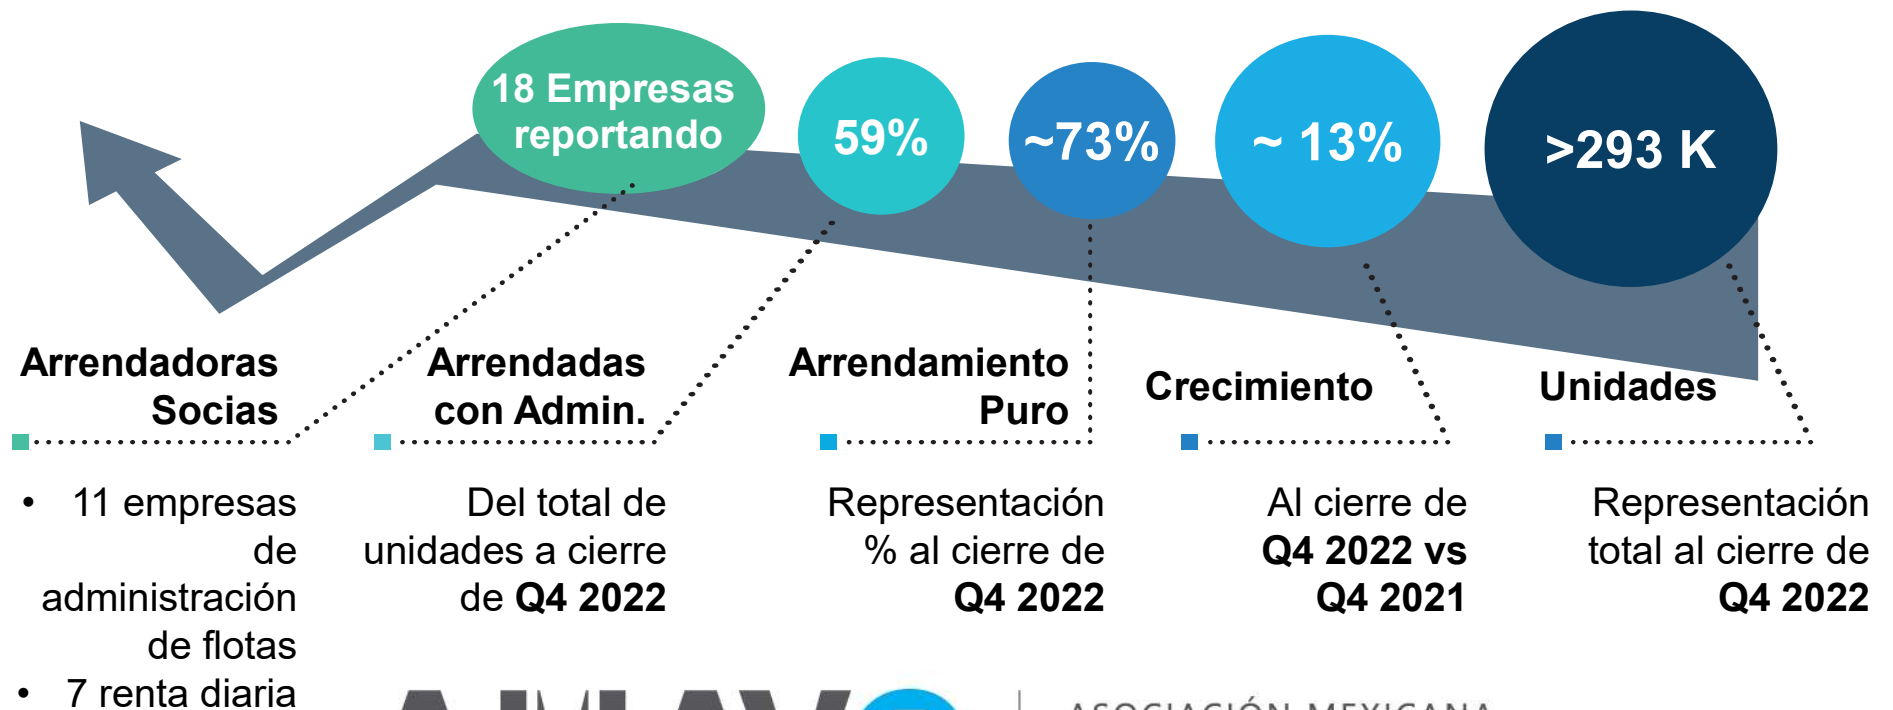 18 Empresas
reportando
59%
~73%
~ 13%
>293 K
Arrendadoras
Socias
• 11 empresas
de
administración
de flotas
• 7 renta diaria
Arrendadas
con Admin.
Del total de
unidades a cierre
de Q4 2022
Arrendamiento
Puro
Representación
% al cierre de
Q4 2022
Crecimiento
Al cierre de
Q4 2022 vs
Q4 2021
Unidades
Representación
total al cierre de
Q4 2022
ASOCIACIÓN MEXICANA